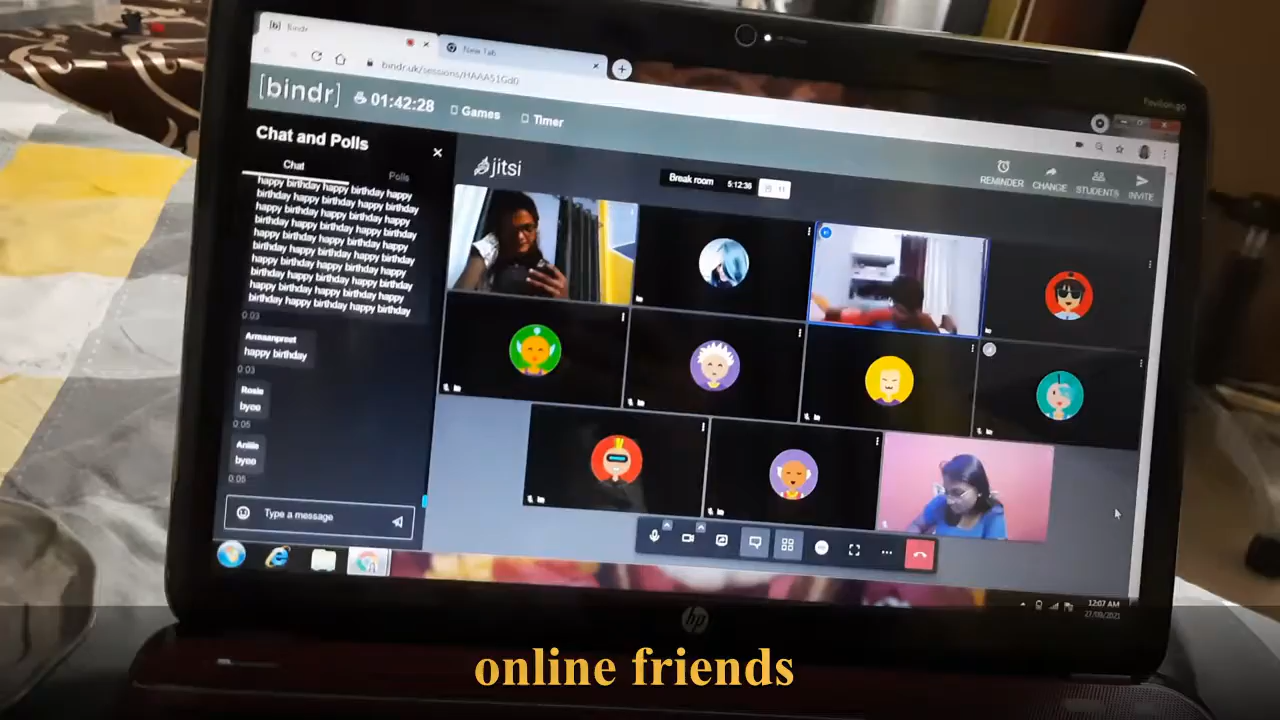 [b] Bindr
New Tab
bindr.uk/sessions/HAAA51Gd0
[bindr] 01:42:28 Games Timer
Chat and Polls
Chat Polls
happy birthday happy birthday happy
birthday happy birthday happy birthday
happy birthday happy birthday happy
birthday happy birthday happy birthday
happy birthday happy birthday happy
birthday happy birthday happy birthday
happy birthday happy birthday happy
birthday happy birthday happy birthday
happy birthday happy birthday happy
birthday happy birthday happy birthday
0:03
Armaanpreet
happy birthday
0:03
Rosie
byee
0:05
byee
0:05
Type a message
jitsi
Break room 5:12:36 11
REMINDER CHANGE STUDENTS INVITE
12:07 AM
27/09/2021
hp
online friends